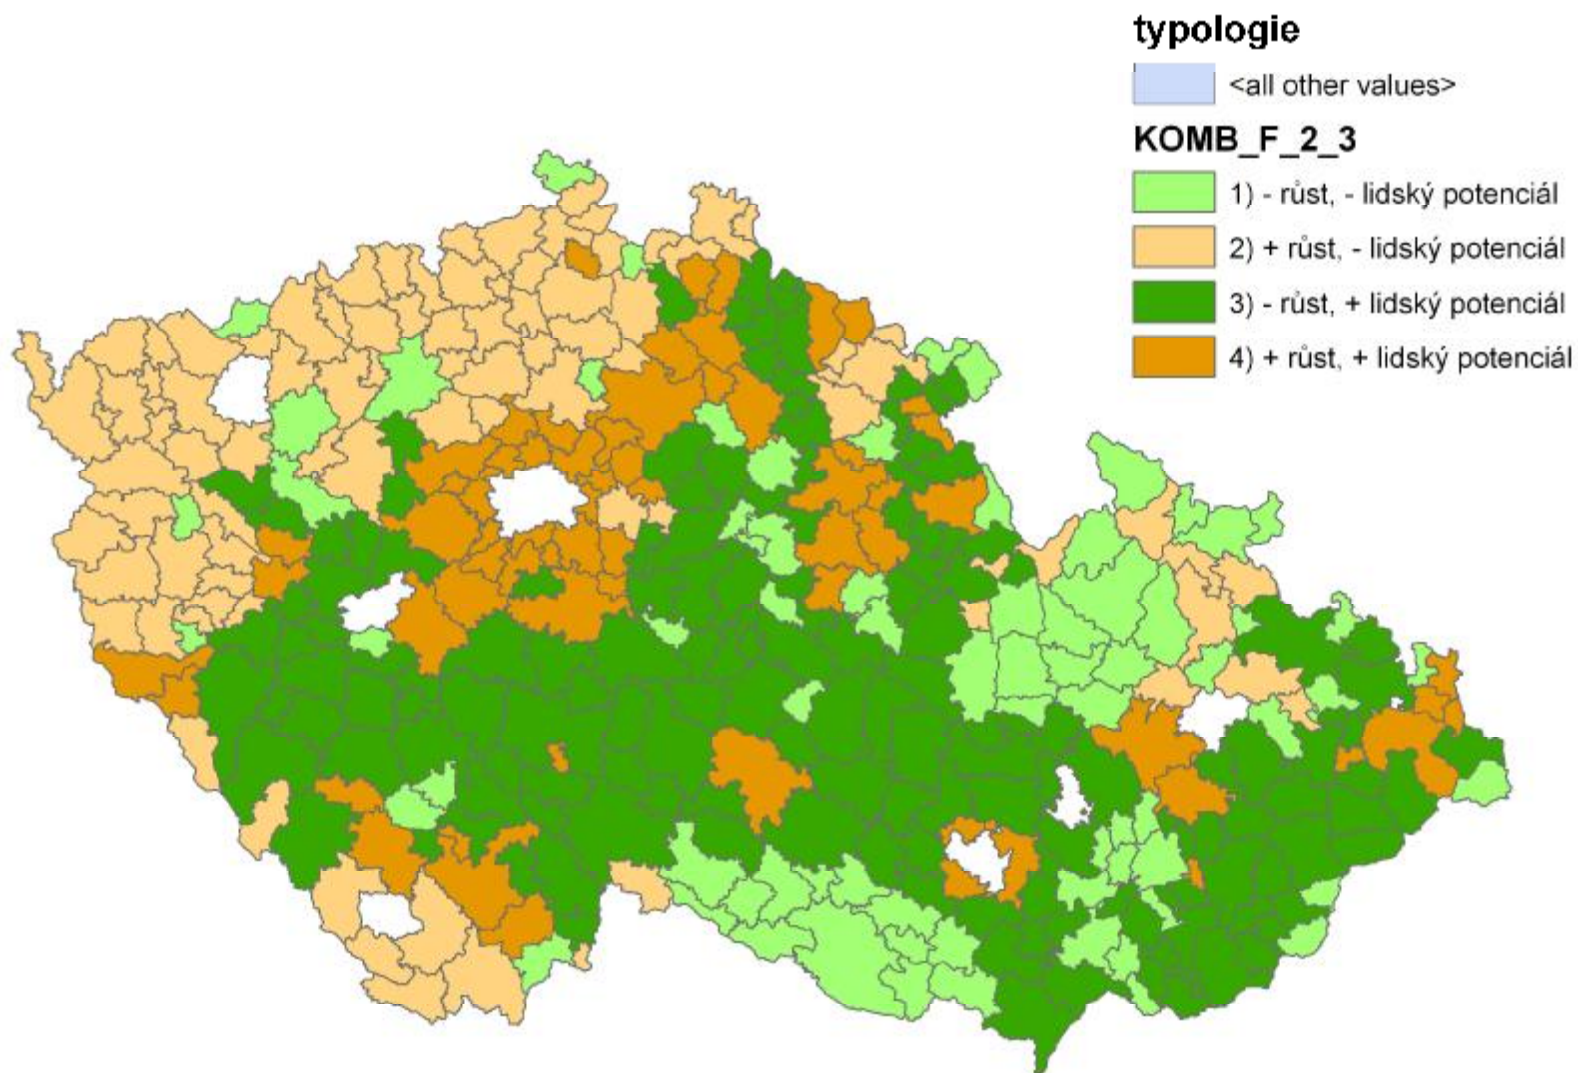 typologie
<all other values>
KOMB_F_2_3
1) - růst, - lidský potenciál
2) + růst, - lidský potenciál
3) - růst, + lidský potenciál
4) + růst, + lidský potenciál